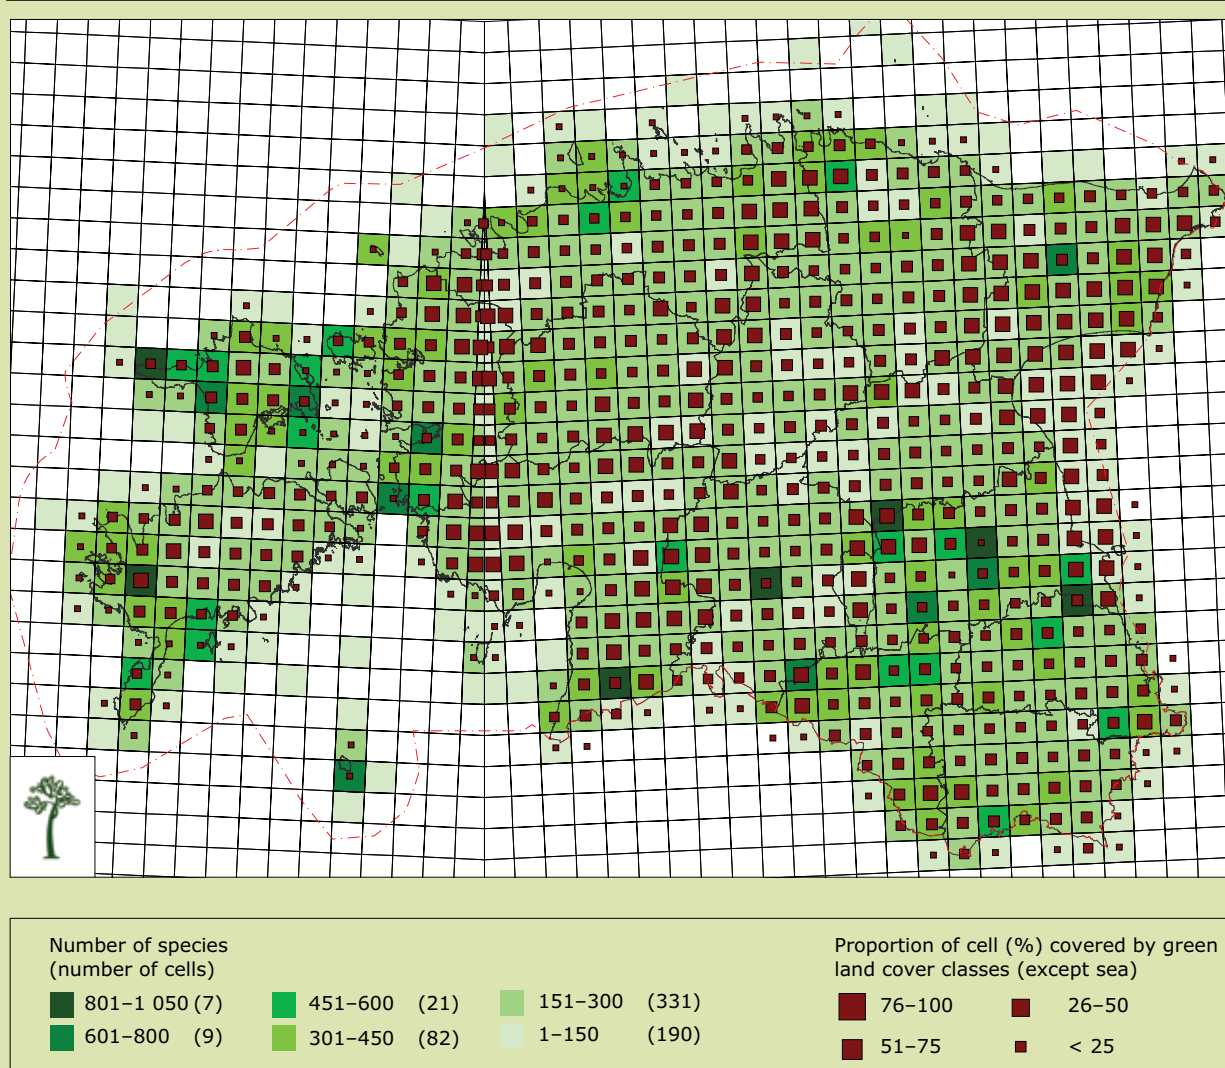 Number of species
(number of cells)
801–1 050 (7)
601–800 (9)
451–600 (21)
301–450 (82)
151–300 (331)
1–150 (190)
Proportion of cell (%) covered by green
land cover classes (except sea)
76–100
51–75
26–50
< 25